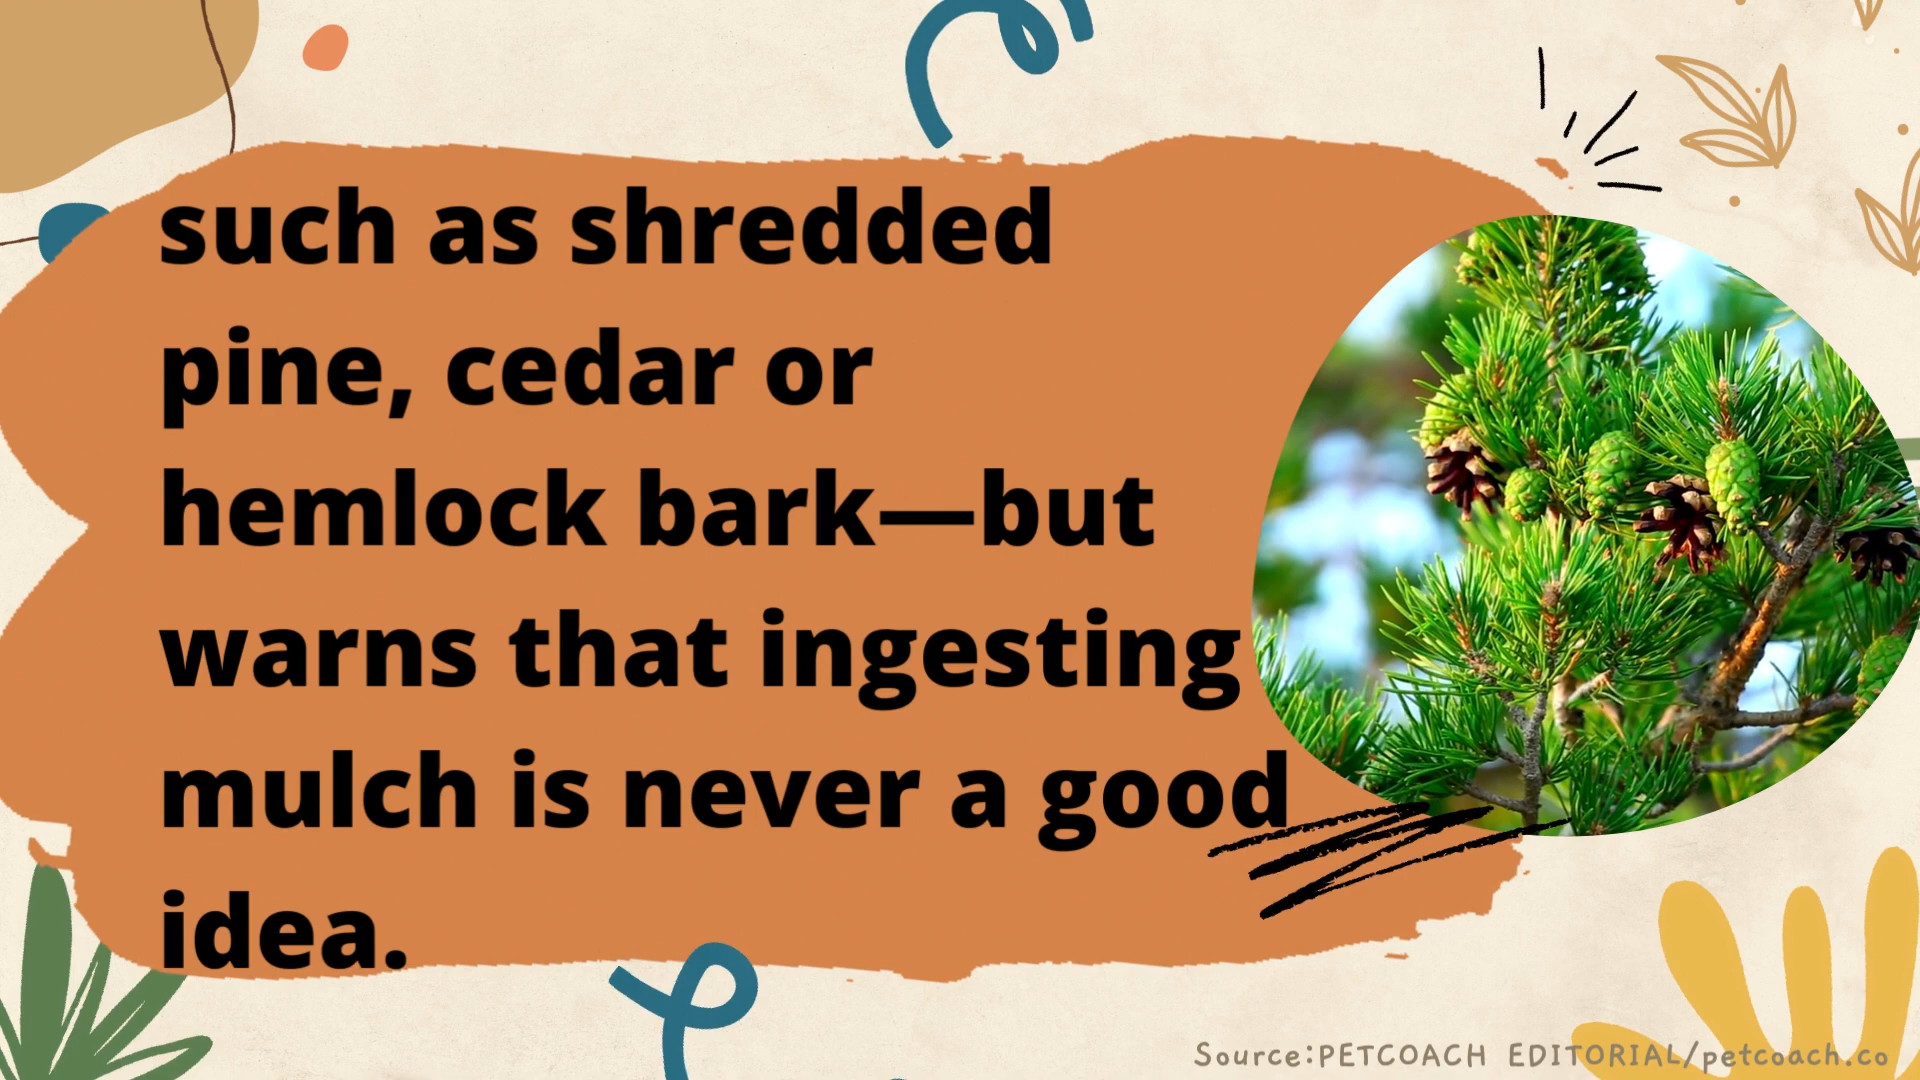 such as shredded
pine, cedar or
hemlock bark—but
warns that ingesting
mulch is never a good
idea.
Source:PETCOACH EDITORIAL/petcoach.co